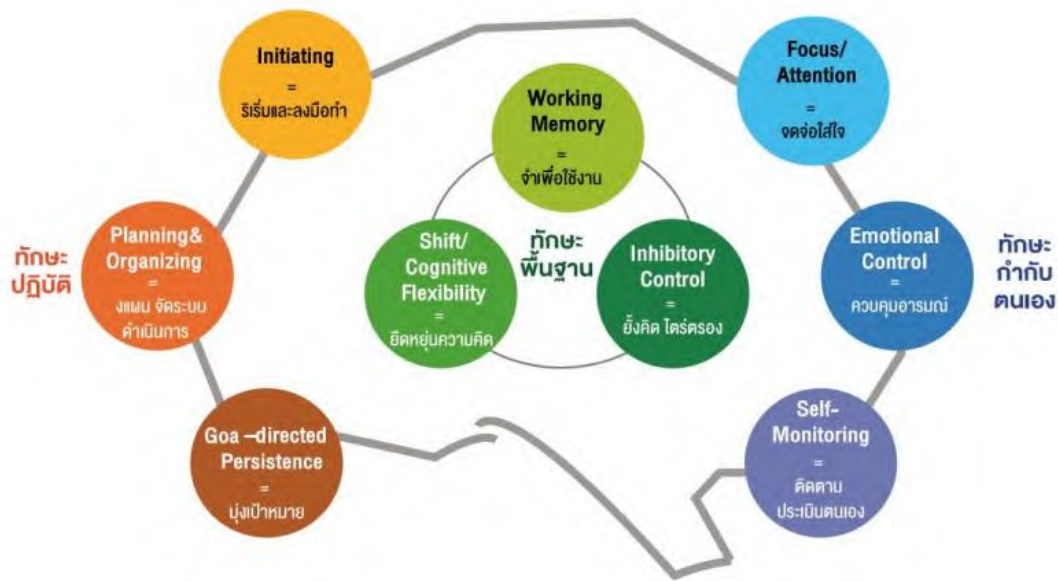 Initiating
=
ริเริ่มและลงมือทำ
Focus/
Attention
=
จดจ่อใส่ใจ
Working
Memory
=
จำเพื่อใช้งาน
ทักษะ
ปฏิบัติ
Planning&
Organizing
=
งแผน จัดระบบ
ดำเนินการ
Shift/
Cognitive
Flexibility
=
ยืดหยุ่นความคิด
ทักษะ
พื้นฐาน
Inhibitory
Control
=
ยั้งคิด ไตร่ตรอง
Emotional
Control
=
ควบคุมอารมณ์
ทักษะ
กำกับ
ตนเอง
Goa –directed
Persistence
=
มุ่งเป้าหมาย
Self-
Monitoring
=
ติดตาม
ประเมินตนเอง